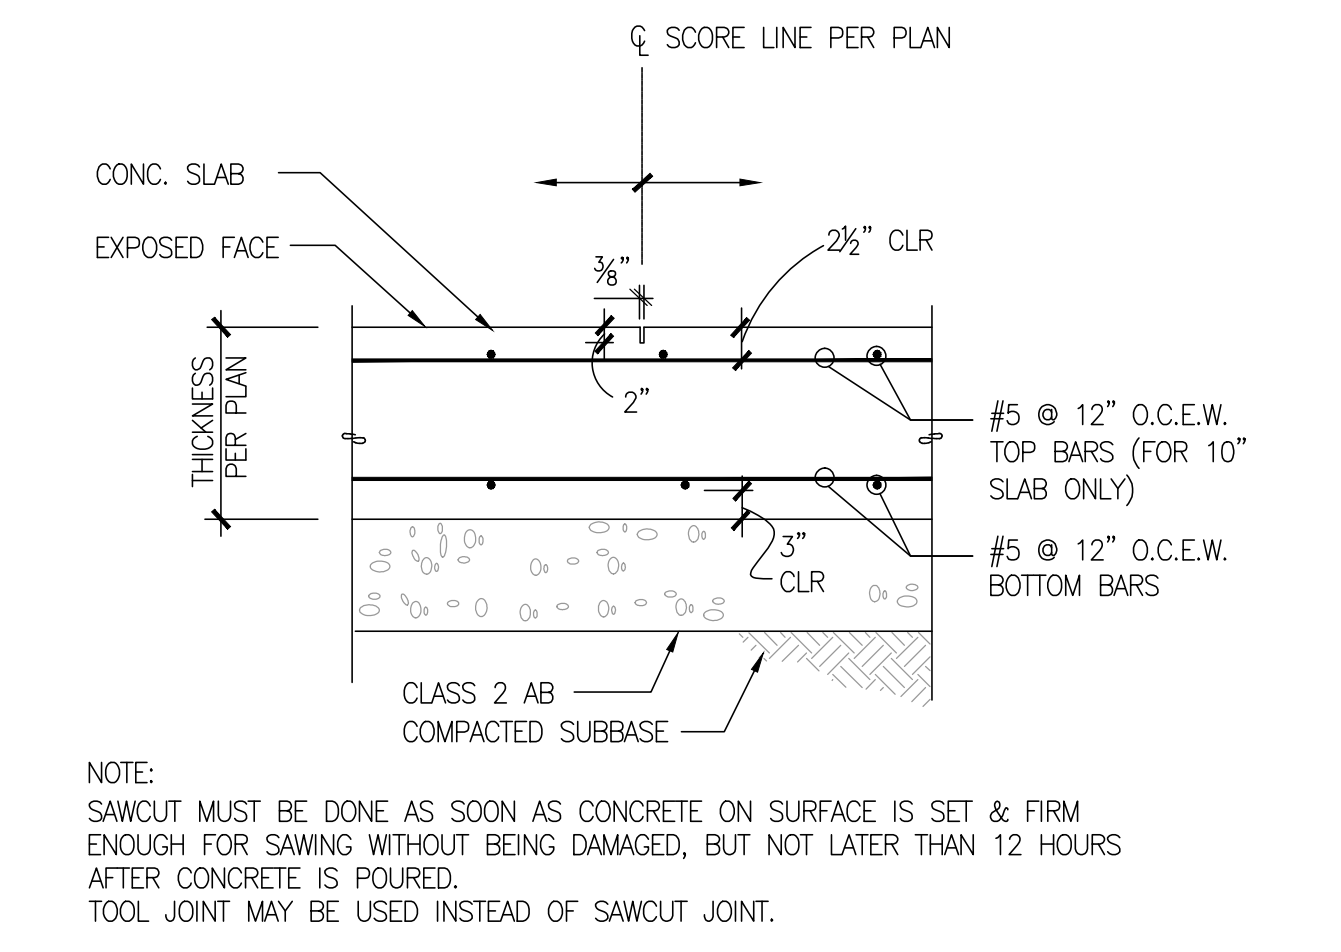 ℄ SCORE LINE PER PLAN
CONC. SLAB
EXPOSED FACE
3/8”
2½” CLR
2”
THICKNESS
PER PLAN
#5 @ 12” O.C.E.W.
TOP BARS (FOR 10”
SLAB ONLY)
3”
CLR
#5 @ 12” O.C.E.W.
BOTTOM BARS
CLASS 2 AB
COMPACTED SUBBASE
NOTE:
SAWCUT MUST BE DONE AS SOON AS CONCRETE ON SURFACE IS SET & FIRM
ENOUGH FOR SAWING WITHOUT BEING DAMAGED, BUT NOT LATER THAN 12 HOURS
AFTER CONCRETE IS POURED.
TOOL JOINT MAY BE USED INSTEAD OF SAWCUT JOINT.